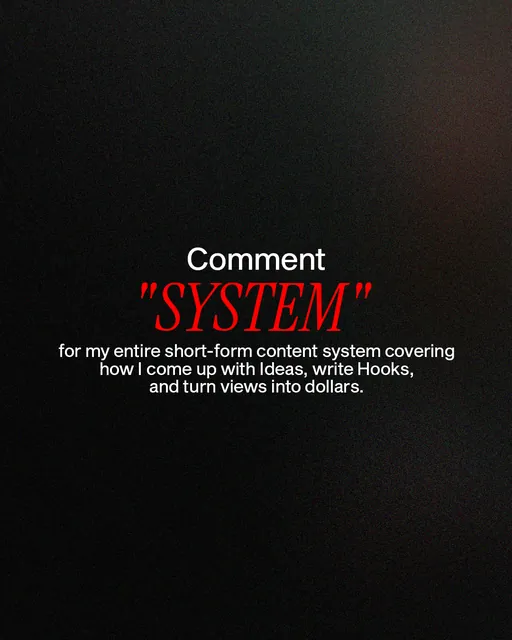 Comment
"SYSTEM"
for my entire short-form content system covering
how I come up with Ideas, write Hooks,
and turn views into dollars.